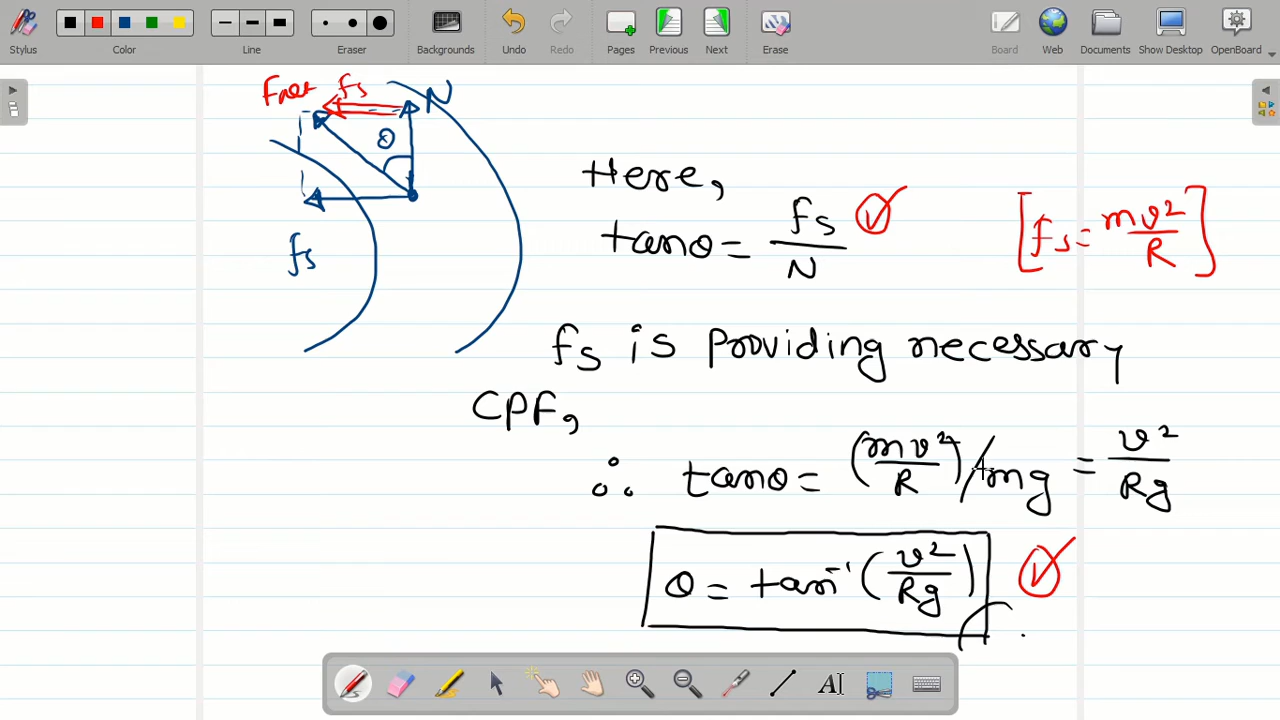 Stylus
Color
Line
Eraser
Backgrounds
Undo
Redo
Pages
Previous
Next
Erase
Board
Web
Documents
Show Desktop
OpenBoard
fs
N
θ
fs
Here,
tanθ = fs/N
[fs = mv²/R]
fs is providing necessary
CPF,
∴ tanθ = (mv²/R)/mg = v²/Rg
θ = tan⁻¹(v²/Rg)